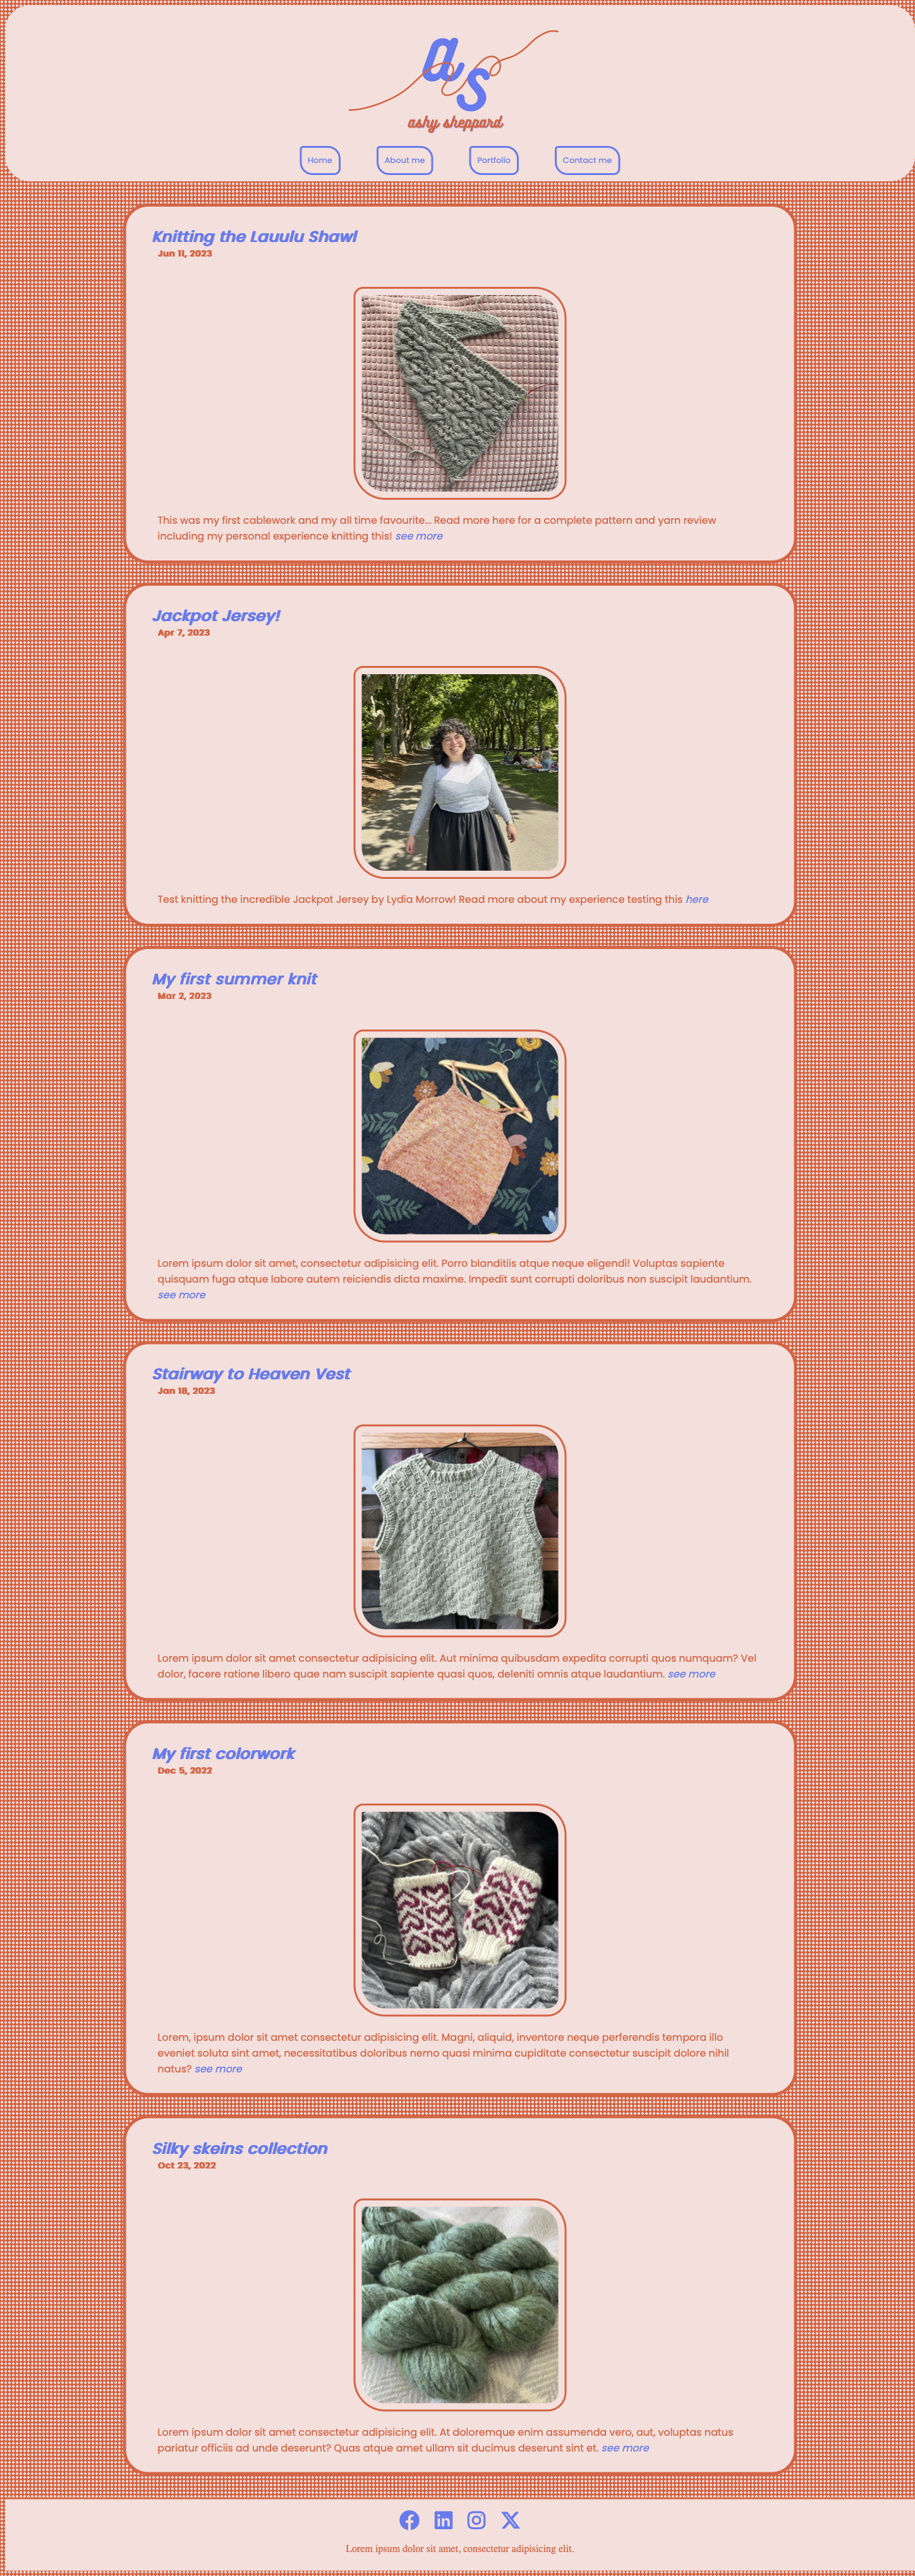 as
ashy sheppard
Home About me Portfolio Contact me
Knitting the Lauulu Shawl
Jun 11, 2023
This was my first cablework and my all time favourite... Read more here for a complete pattern and yarn review
including my personal experience knitting this! see more
Jackpot Jersey!
Apr 7, 2023
Test knitting the incredible Jackpot Jersey by Lydia Morrow! Read more about my experience testing this here
My first summer knit
Mar 2, 2023
Lorem ipsum dolor sit amet, consectetur adipisicing elit. Porro blanditiis atque neque eligendi! Voluptas sapiente
quisquam fuga atque labore autem reiciendis dicta maxime. Impedit sunt corrupti doloribus non suscipit laudantium.
see more
Stairway to Heaven Vest
Jan 18, 2023
Lorem ipsum dolor sit amet consectetur adipisicing elit. Aut minima quibusdam expedita corrupti quos numquam? Vel
dolor, facere ratione libero quae nam suscipit sapiente quasi quos, deleniti omnis atque laudantium. see more
My first colorwork
Dec 5, 2022
Lorem, ipsum dolor sit amet consectetur adipisicing elit. Magni, aliquid, inventore neque perferendis tempora illo
eveniet soluta sint amet, necessitatibus doloribus nemo quasi minima cupiditate consectetur suscipit dolore nihil
natus? see more
Silky skeins collection
Oct 23, 2022
Lorem ipsum dolor sit amet consectetur adipisicing elit. At doloremque enim assumenda vero, aut, voluptas natus
pariatur officiis ad unde deserunt? Quas atque amet ullam sit ducimus deserunt sint et. see more
Lorem ipsum dolor sit amet, consectetur adipisicing elit.